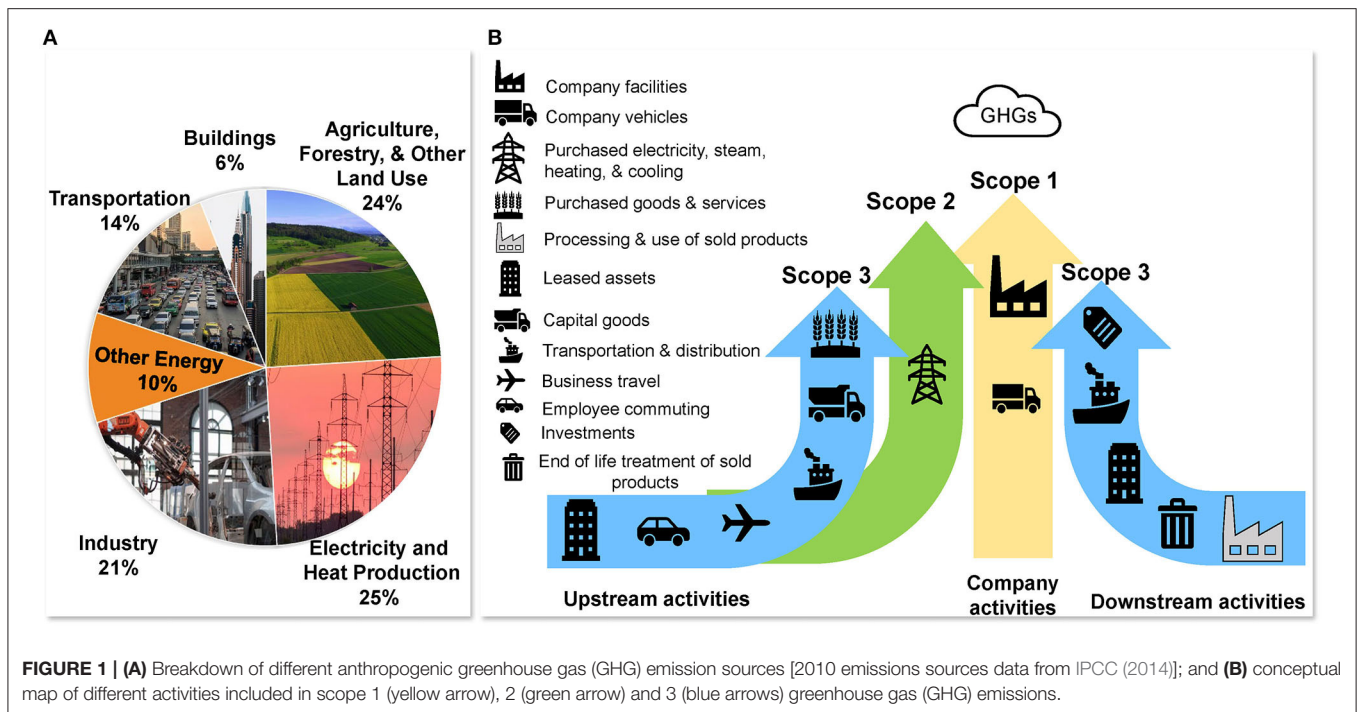 A
Buildings
6%
Agriculture,
Forestry, & Other
Land Use
24%
Transportation
14%
Other Energy
10%
Industry
21%
Electricity and
Heat Production
25%
B
Company facilities
Company vehicles
Purchased electricity, steam,
heating, & cooling
Purchased goods & services
Processing & use of sold products
Leased assets
Capital goods
Transportation & distribution
Business travel
Employee commuting
Investments
End of life treatment of sold
products
GHGs
Scope 1
Scope 2
Scope 3
Scope 3
Upstream activities
Company
activities
Downstream activities
FIGURE 1 | (A) Breakdown of different anthropogenic greenhouse gas (GHG) emission sources [2010 emissions sources data from IPCC (2014)]; and (B) conceptual
map of different activities included in scope 1 (yellow arrow), 2 (green arrow) and 3 (blue arrows) greenhouse gas (GHG) emissions.